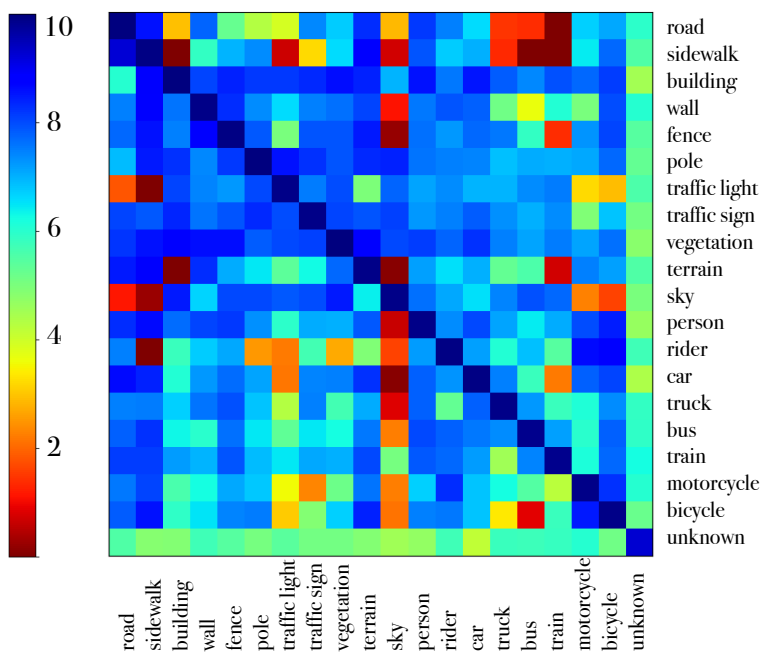 10
8
6
4
2
road
sidewalk
building
wall
fence
pole
traffic light
traffic sign
vegetation
terrain
sky
person
rider
car
truck
bus
train
motorcycle
bicycle
unknown
road
sidewalk
building
wall
fence
pole
traffic light
traffic sign
vegetation
terrain
sky
person
rider
car
truck
bus
train
motorcycle
bicycle
unknown